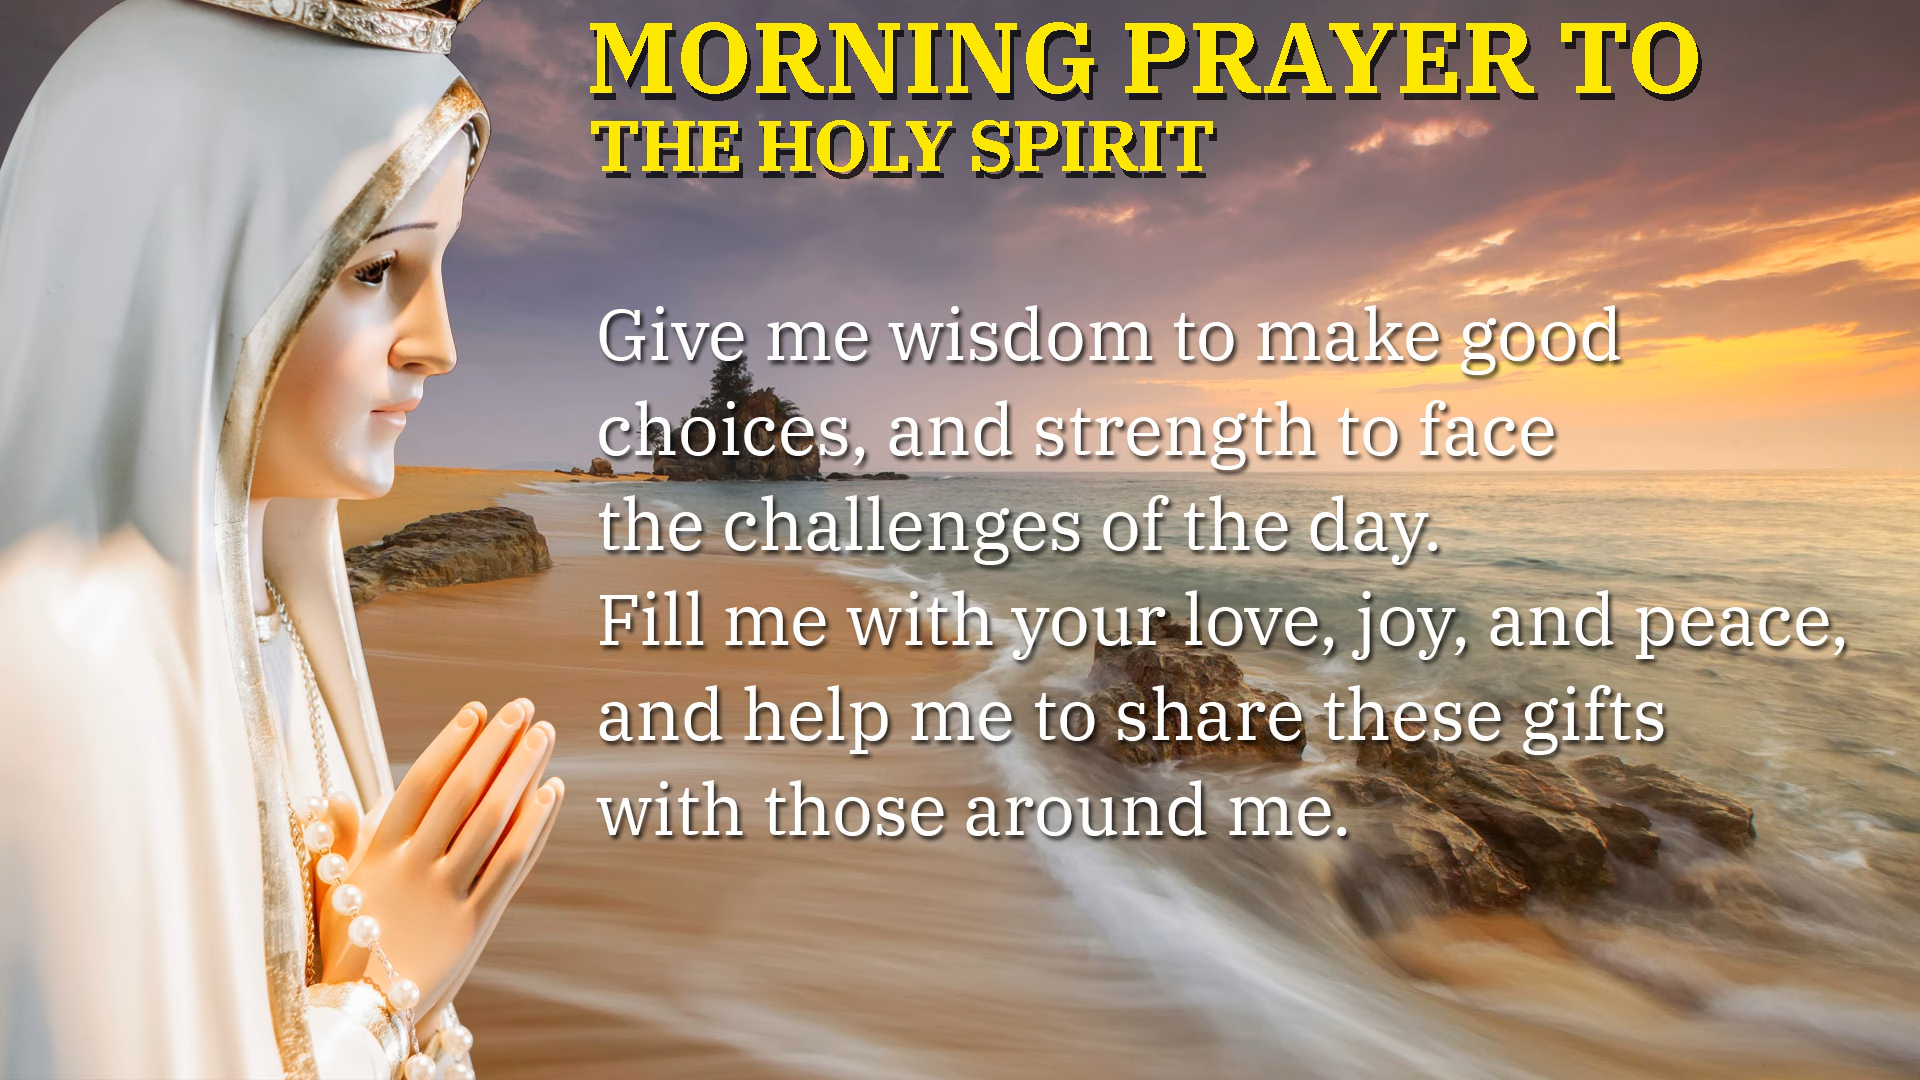 MORNING PRAYER TO
THE HOLY SPIRIT
Give me wisdom to make good
choices, and strength to face
the challenges of the day.
Fill me with your love, joy, and peace,
and help me to share these gifts
with those around me.